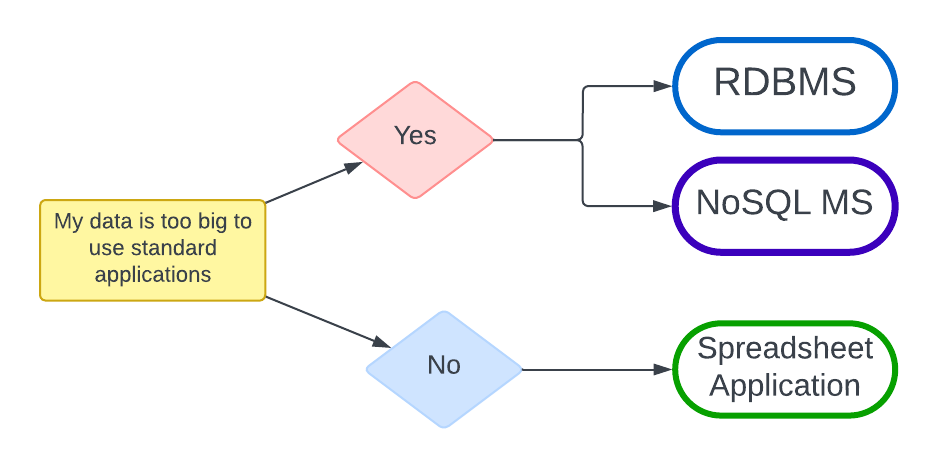 My data is too big to
use standard
applications
Yes
No
RDBMS
NoSQL MS
Spreadsheet
Application